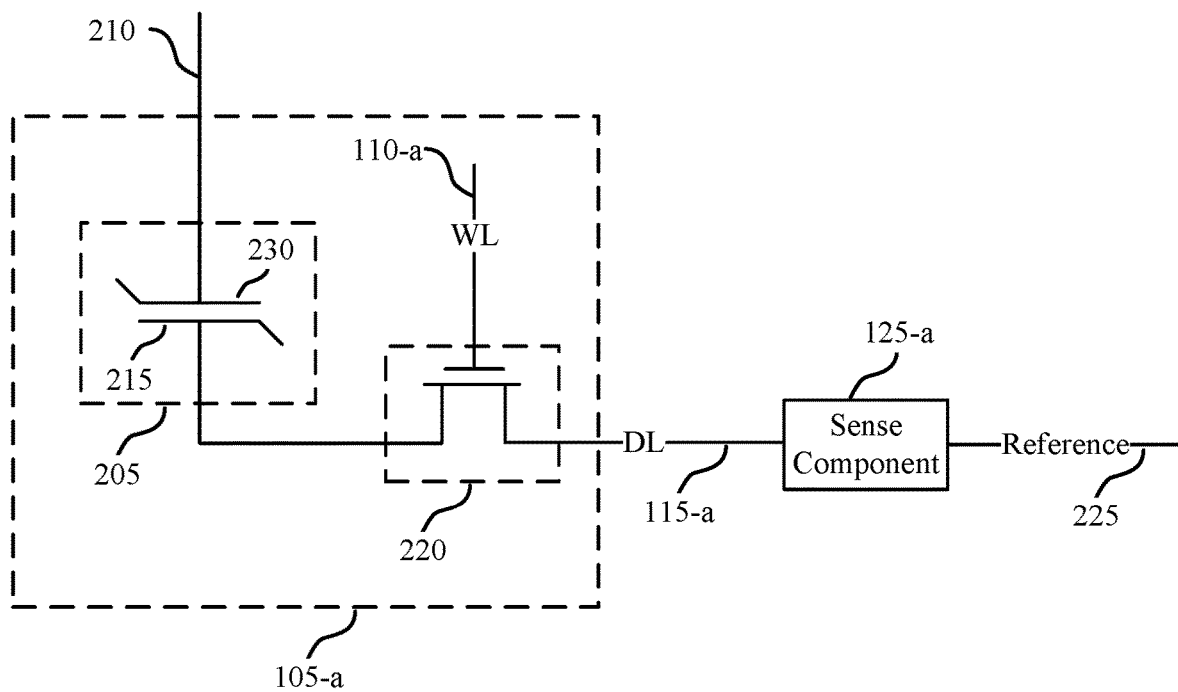 210
110-a
WL
230
215
205
220
105-a
DL
115-a
125-a
Sense
Component
Reference
225